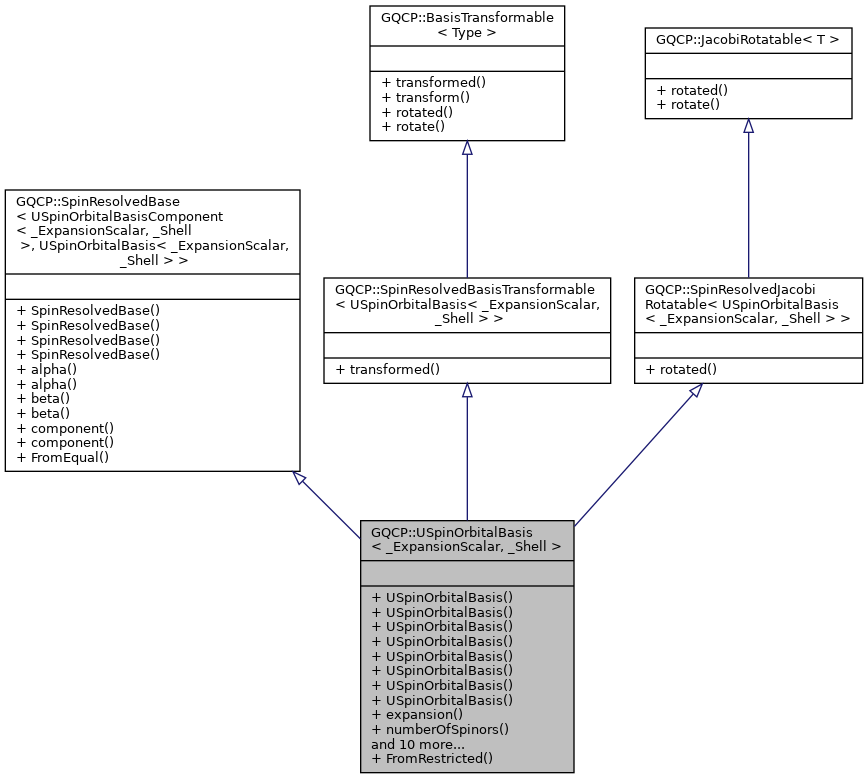 GQCP::BasisTransformable
< Type >
+ transformed()
+ transform()
+ rotated()
+ rotate()
GQCP::JacobiRotatable< T >
+ rotated()
+ rotate()
GQCP::SpinResolvedBase
< USpinOrbitalBasisComponent
< _ExpansionScalar, _Shell
>, USpinOrbitalBasis< _ExpansionScalar,
_Shell > >
+ SpinResolvedBase()
+ SpinResolvedBase()
+ SpinResolvedBase()
+ SpinResolvedBase()
+ alpha()
+ alpha()
+ beta()
+ beta()
+ component()
+ component()
+ FromEqual()
GQCP::SpinResolvedBasisTransformable
< USpinOrbitalBasis< _ExpansionScalar,
_Shell > >
+ transformed()
GQCP::SpinResolvedJacobi
Rotatable< USpinOrbitalBasis
< _ExpansionScalar, _Shell > >
+ rotated()
GQCP::USpinOrbitalBasis
< _ExpansionScalar, _Shell >
+ USpinOrbitalBasis()
+ USpinOrbitalBasis()
+ USpinOrbitalBasis()
+ USpinOrbitalBasis()
+ USpinOrbitalBasis()
+ USpinOrbitalBasis()
+ USpinOrbitalBasis()
+ USpinOrbitalBasis()
+ expansion()
+ numberOfSpinors()
and 10 more...
+ FromRestricted()